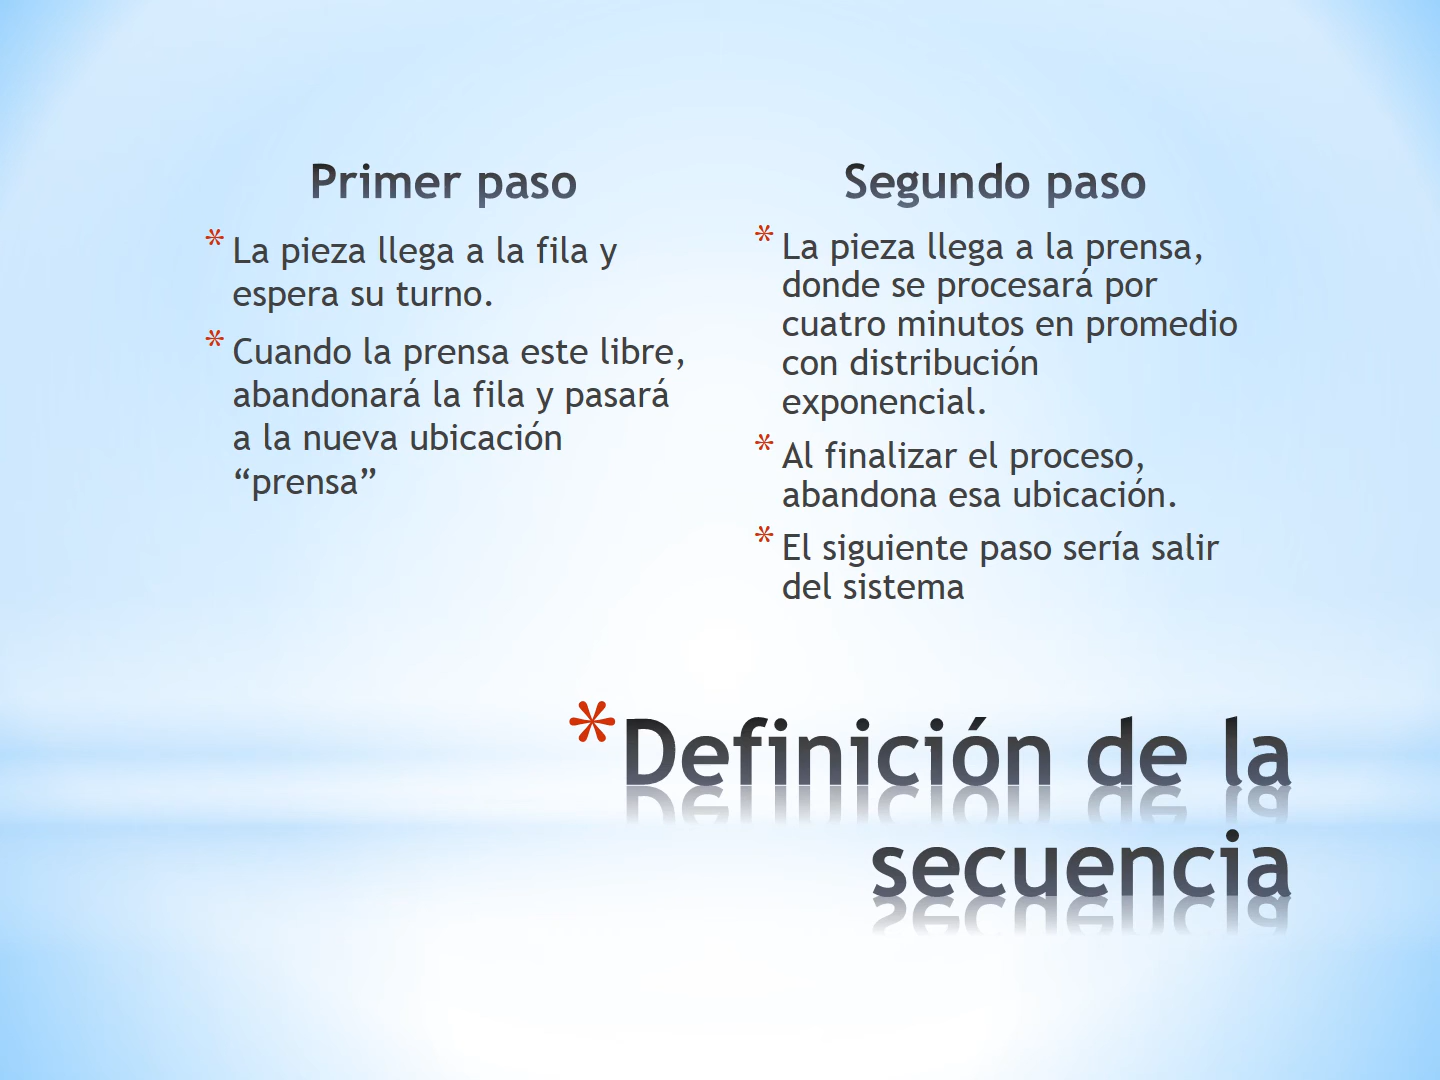 Primer paso
* La pieza llega a la fila y
espera su turno.
* Cuando la prensa este libre,
abandonará la fila y pasará
a la nueva ubicación
“prensa”
Segundo paso
* La pieza llega a la prensa,
donde se procesará por
cuatro minutos en promedio
con distribución
exponencial.
* Al finalizar el proceso,
abandona esa ubicación.
* El siguiente paso sería salir
del sistema
* Definición de la
secuencia